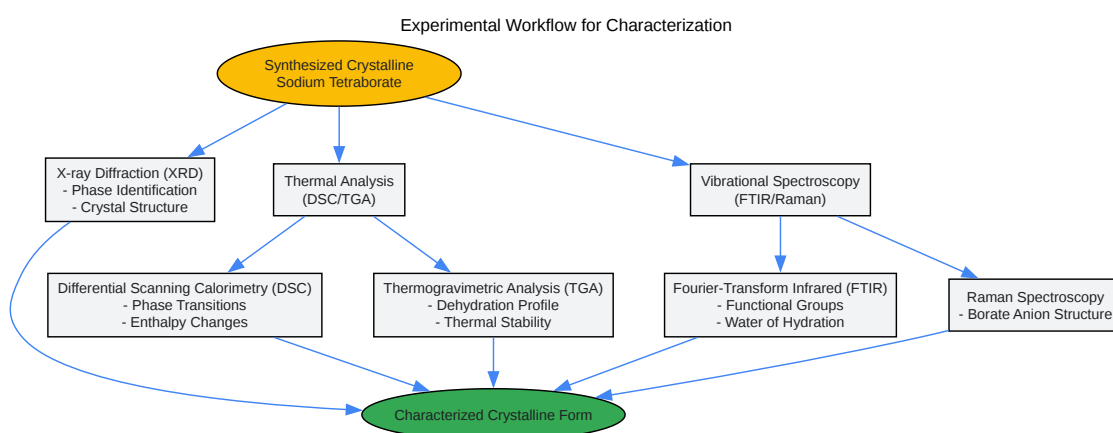 Experimental Workflow for Characterization
Synthesized Crystalline
Sodium Tetraborate
X-ray Diffraction (XRD)
- Phase Identification
- Crystal Structure
Thermal Analysis
(DSC/TGA)
Vibrational Spectroscopy
(FTIR/Raman)
Differential Scanning Calorimetry (DSC)
- Phase Transitions
- Enthalpy Changes
Thermogravimetric Analysis (TGA)
- Dehydration Profile
- Thermal Stability
Fourier-Transform Infrared (FTIR)
- Functional Groups
- Water of Hydration
Raman Spectroscopy
- Borate Anion Structure
Characterized Crystalline Form